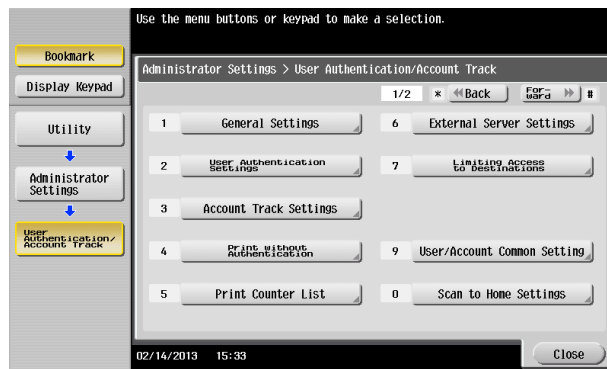 Use the menu buttons or keypad to make a selection.
Bookmark
Display Keypad
Utility
Administrator
Settings
User
Authentication/
Account Track
Administrator Settings > User Authentication/Account Track
1/2 * Back For-
ward #
1 General Settings
2 User Authentication
Settings
3 Account Track Settings
4 Print without
Authentication
5 Print Counter List
6 External Server Settings
7 Limiting Access
to Destinations
9 User/Account Common Setting
0 Scan to Home Settings
02/14/2013 15:33
Close